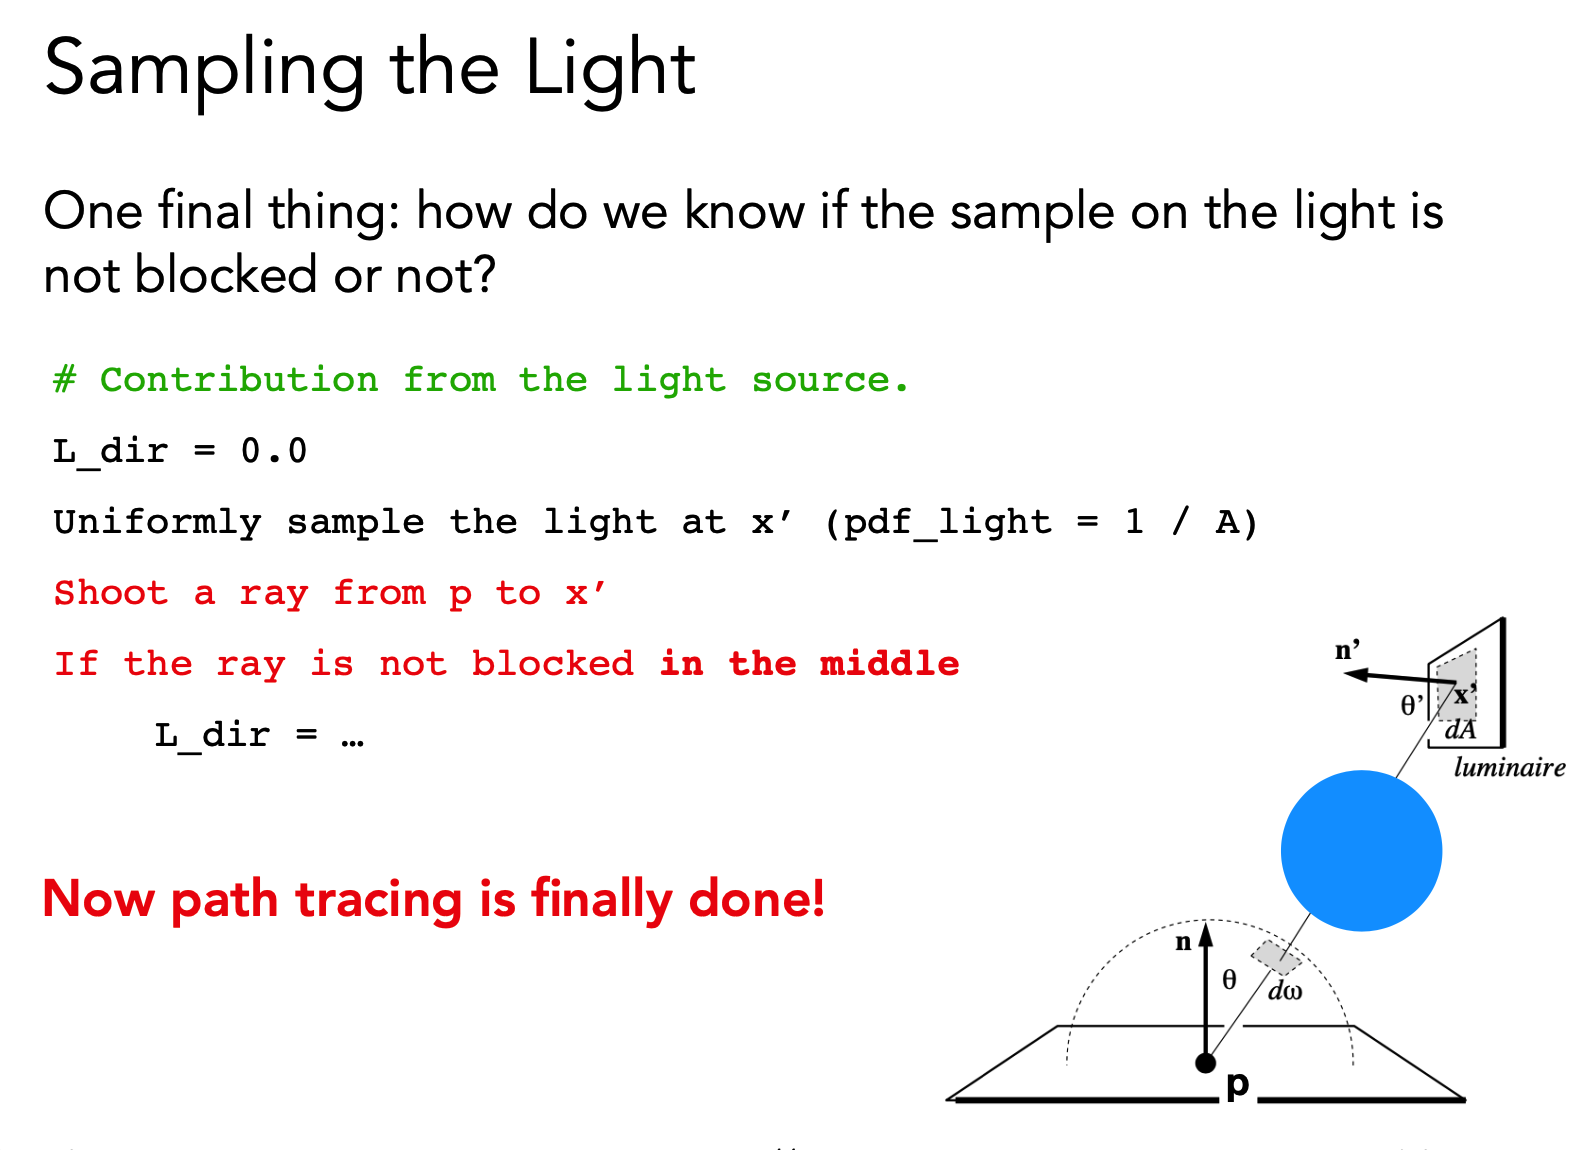 Sampling the Light
One final thing: how do we know if the sample on the light is
not blocked or not?
# Contribution from the light source.
L_dir = 0.0
Uniformly sample the light at x’ (pdf_light = 1 / A)
Shoot a ray from p to x’
If the ray is not blocked in the middle
L_dir = …
Now path tracing is finally done!
n’
θ’
x’
dA
luminaire
n
θ
dω
p